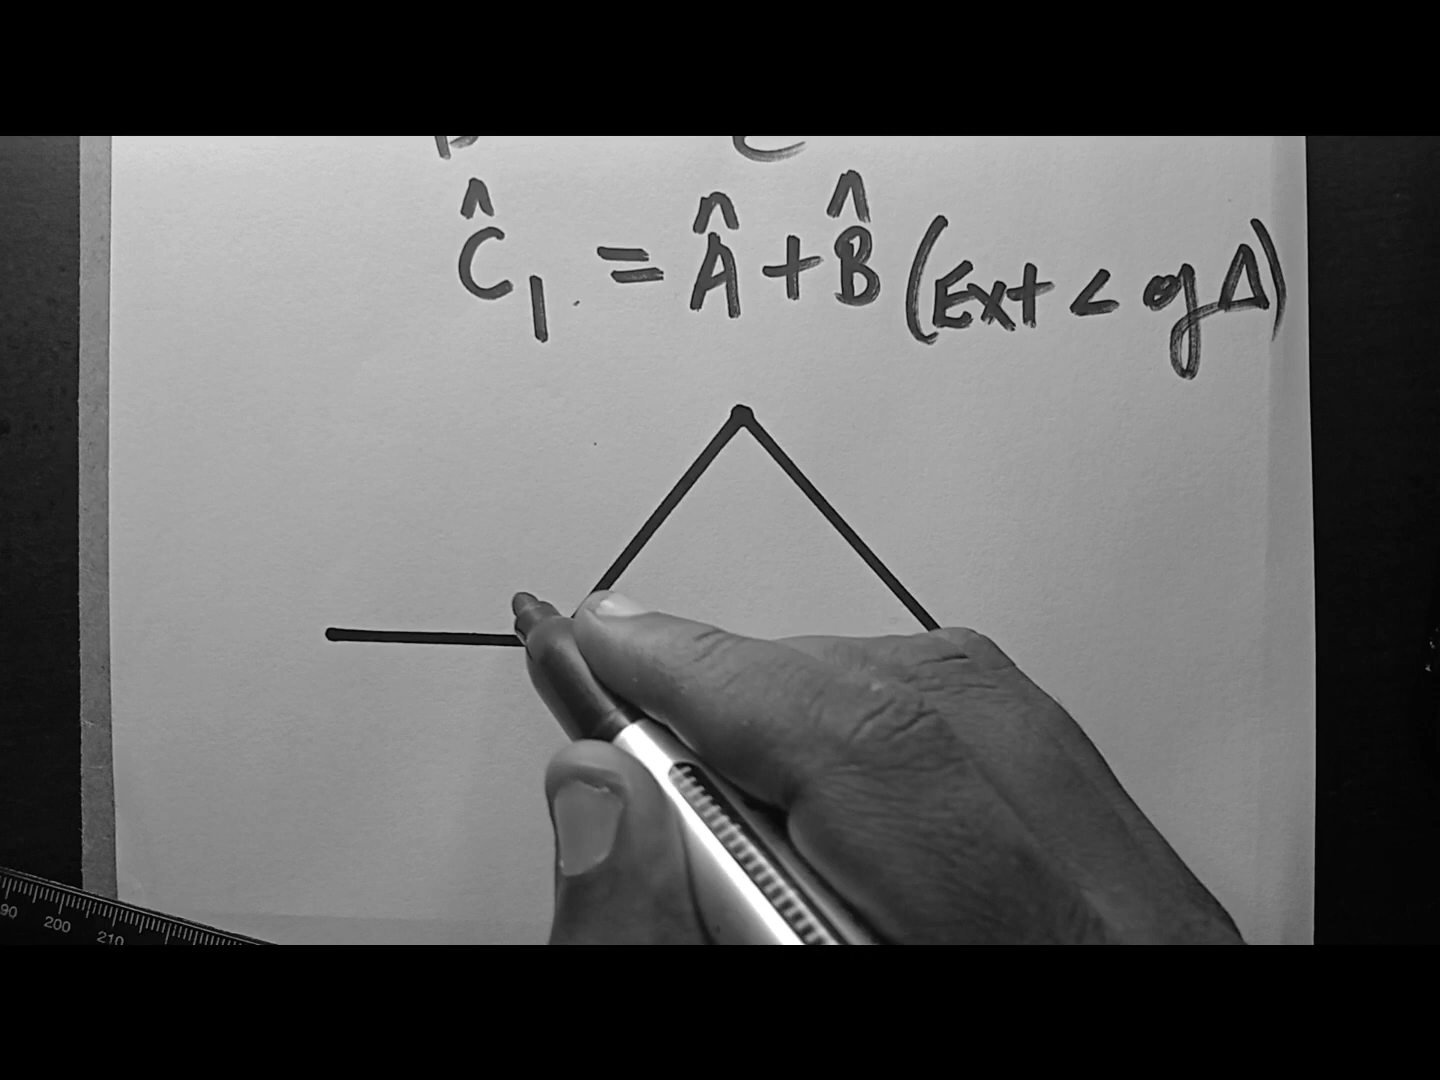 Ĉ₁ = Â + B̂ (Ext < of Δ)
90 200 210